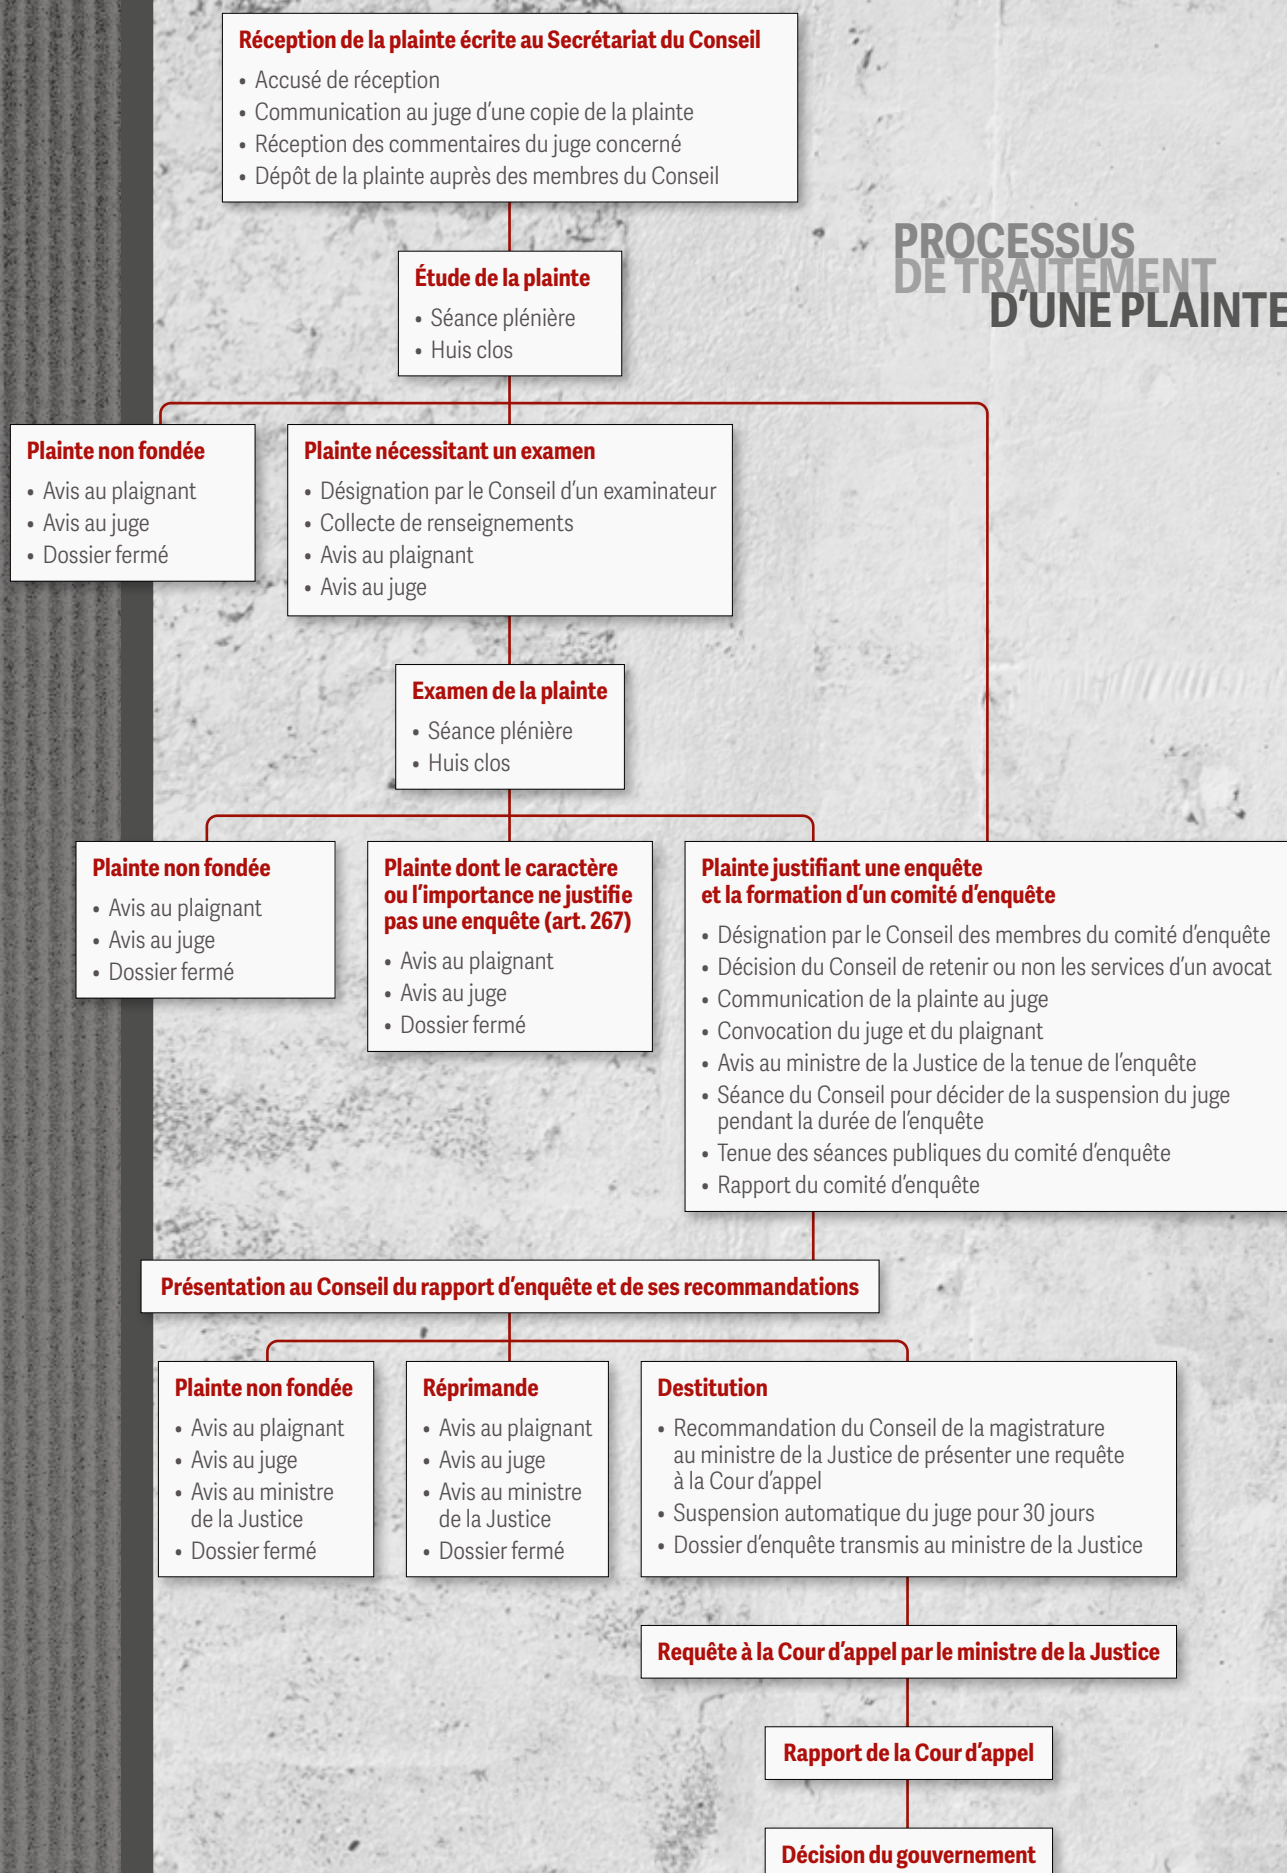 Réception de la plainte écrite au Secrétariat du Conseil
• Accusé de réception
• Communication au juge d'une copie de la plainte
• Réception des commentaires du juge concerné
• Dépôt de la plainte auprès des membres du Conseil
PROCESSUS
DE TRAITEMENT
D'UNE PLAINTE
Étude de la plainte
• Séance plénière
• Huis clos
Plainte non fondée
• Avis au plaignant
• Avis au juge
• Dossier fermé
Plainte nécessitant un examen
• Désignation par le Conseil d'un examinateur
• Collecte de renseignements
• Avis au plaignant
• Avis au juge
Examen de la plainte
• Séance plénière
• Huis clos
Plainte non fondée
• Avis au plaignant
• Avis au juge
• Dossier fermé
Plainte dont le caractère
ou l'importance ne justifie
pas une enquête (art. 267)
• Avis au plaignant
• Avis au juge
• Dossier fermé
Plainte justifiant une enquête
et la formation d'un comité d'enquête
• Désignation par le Conseil des membres du comité d'enquête
• Décision du Conseil de retenir ou non les services d'un avocat
• Communication de la plainte au juge
• Convocation du juge et du plaignant
• Avis au ministre de la Justice de la tenue de l'enquête
• Séance du Conseil pour décider de la suspension du juge
pendant la durée de l'enquête
• Tenue des séances publiques du comité d'enquête
• Rapport du comité d'enquête
Présentation au Conseil du rapport d'enquête et de ses recommandations
Plainte non fondée
• Avis au plaignant
• Avis au juge
• Avis au ministre
de la Justice
• Dossier fermé
Réprimande
• Avis au plaignant
• Avis au juge
• Avis au ministre
de la Justice
• Dossier fermé
Destitution
• Recommandation du Conseil de la magistrature
au ministre de la Justice de présenter une requête
à la Cour d'appel
• Suspension automatique du juge pour 30 jours
• Dossier d'enquête transmis au ministre de la Justice
Requête à la Cour d'appel par le ministre de la Justice
Rapport de la Cour d'appel
Décision du gouvernement